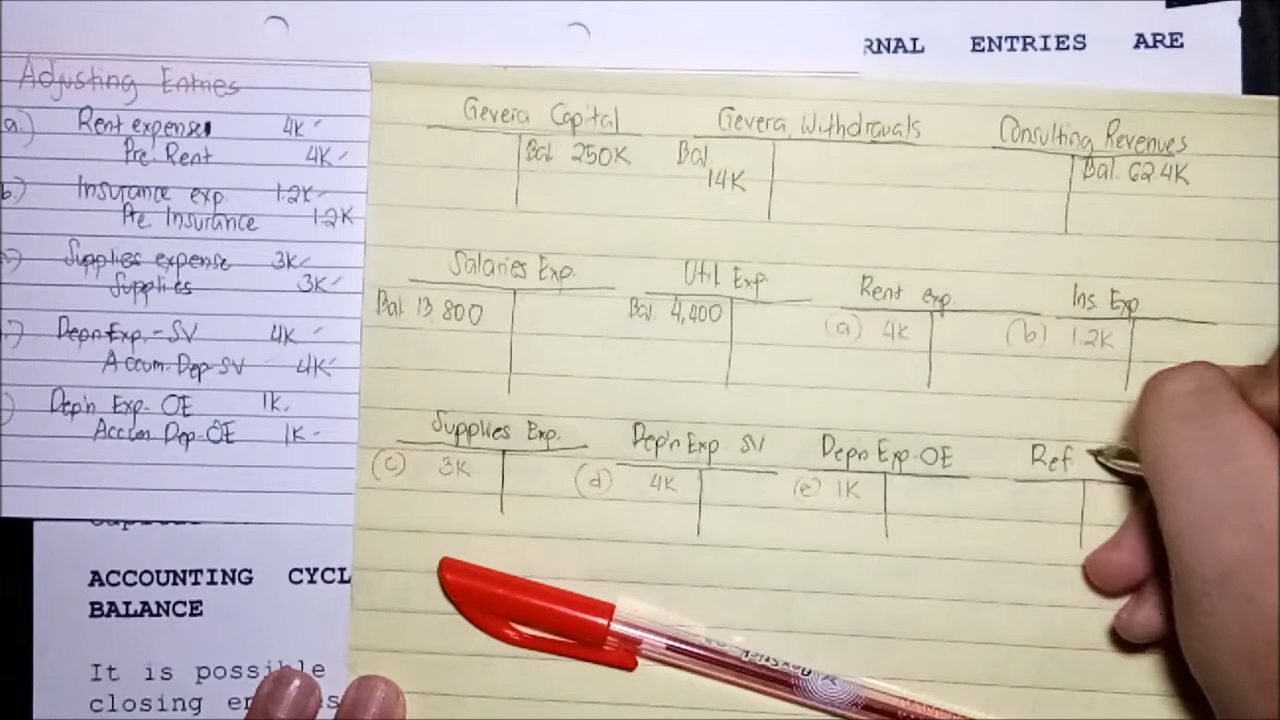 RNAL ENTRIES ARE
Adjusting Entries
a.) Rent expense 4K
Pre Rent 4K
b.) Insurance exp. 1.2K
Pre Insurance 1.2K
Supplies expense 3K
Supplies 3K
Depn Exp.-SV 4K
Accum. Dep SV 4K
Dep'n Exp. OE 1K
Accum Dep-OE 1K
Gevera Capital
Bal. 250K
Gevera, Withdravals
Bal
14K
Consulting Revenues
Bal. 62.4K
Salaries Exp.
Bal. 13,800
Util Exp.
Bal. 4,400
Rent exp.
(a) 4K
Ins Exp
(b) 1.2K
Supplies Exp.
(c) 3K
Dep'n Exp SV
(d) 4K
Depn Exp. OE
(e) 1K
Ref
ACCOUNTING CYCL
BALANCE
It is possible
closing en